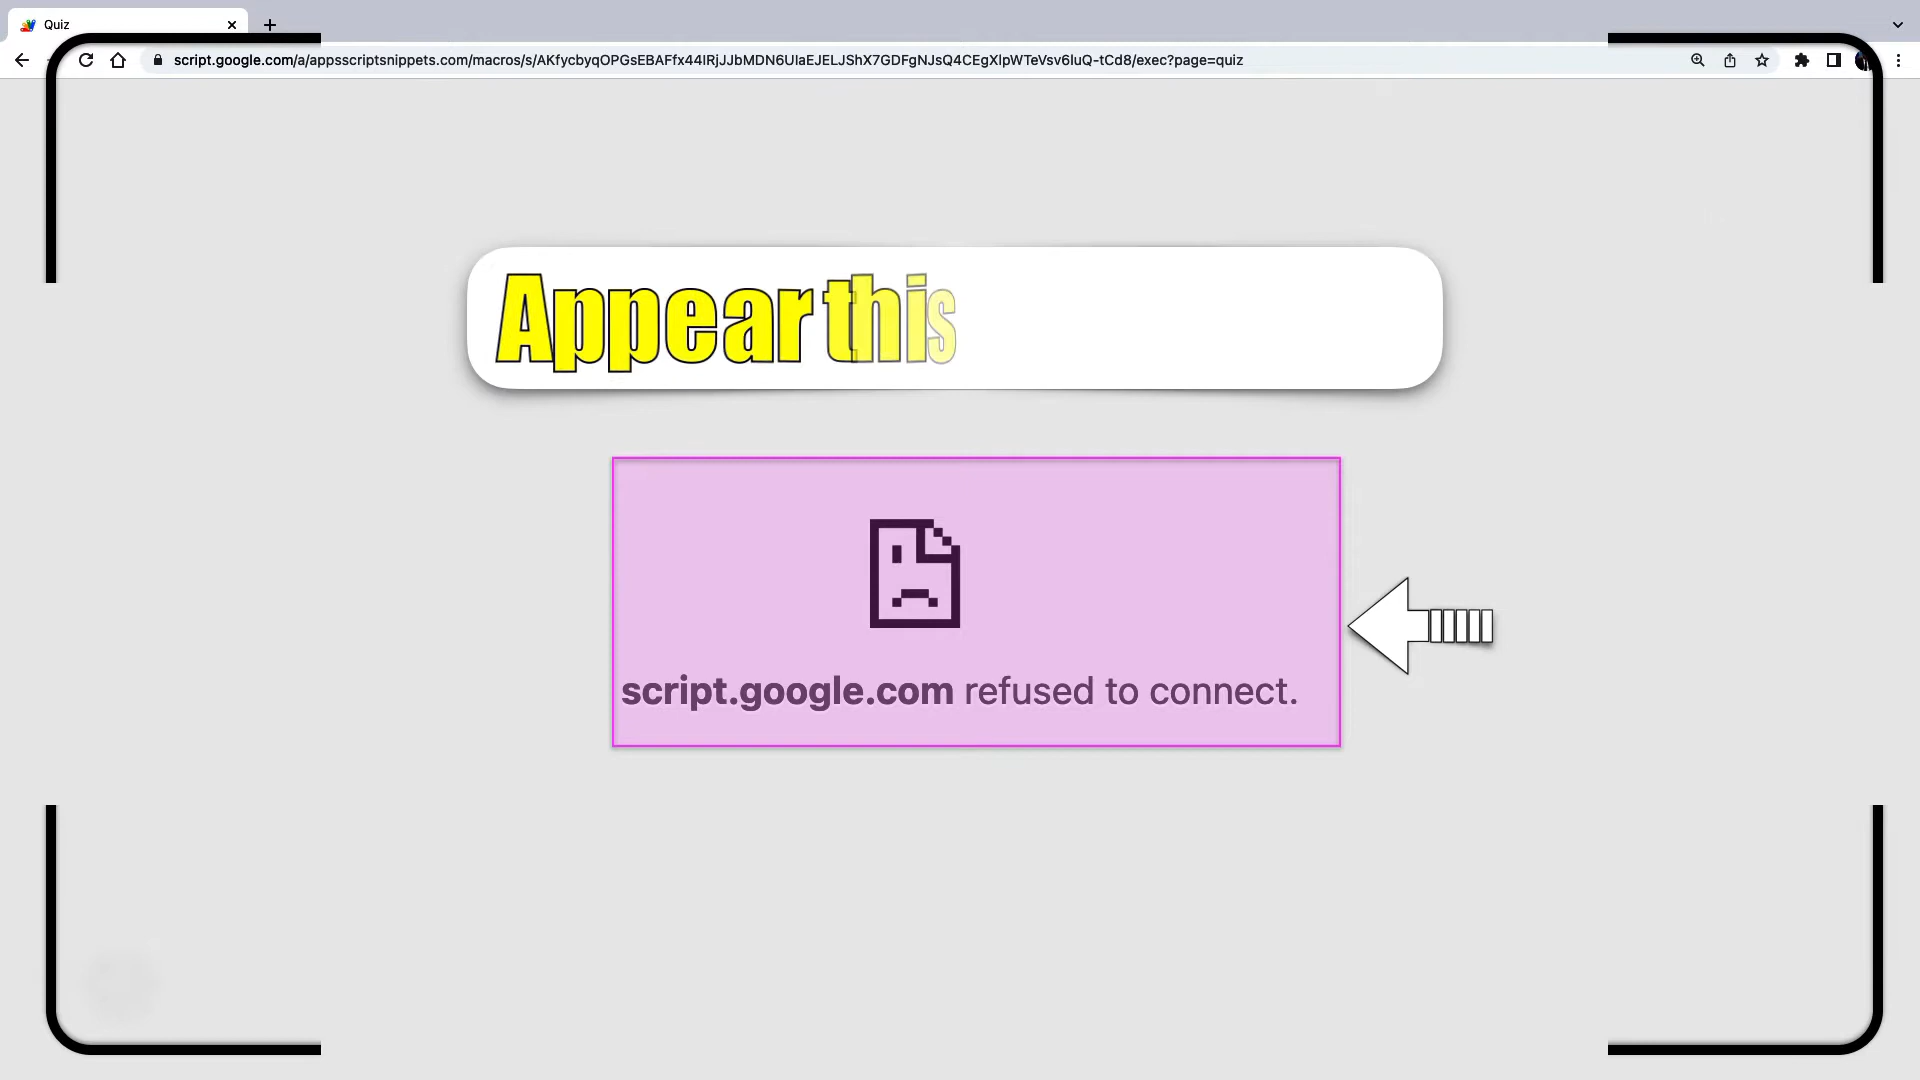 Quiz
script.google.com/a/appsscriptsnippets.com/macros/s/AKfycbyqOPGsEBAFfx44IRjJJbMDN6UIaEJELJShX7GDFgNJsQ4CEgXlpWTeVsv6IuQ-tCd8/exec?page=quiz
Appear this
script.google.com refused to connect.